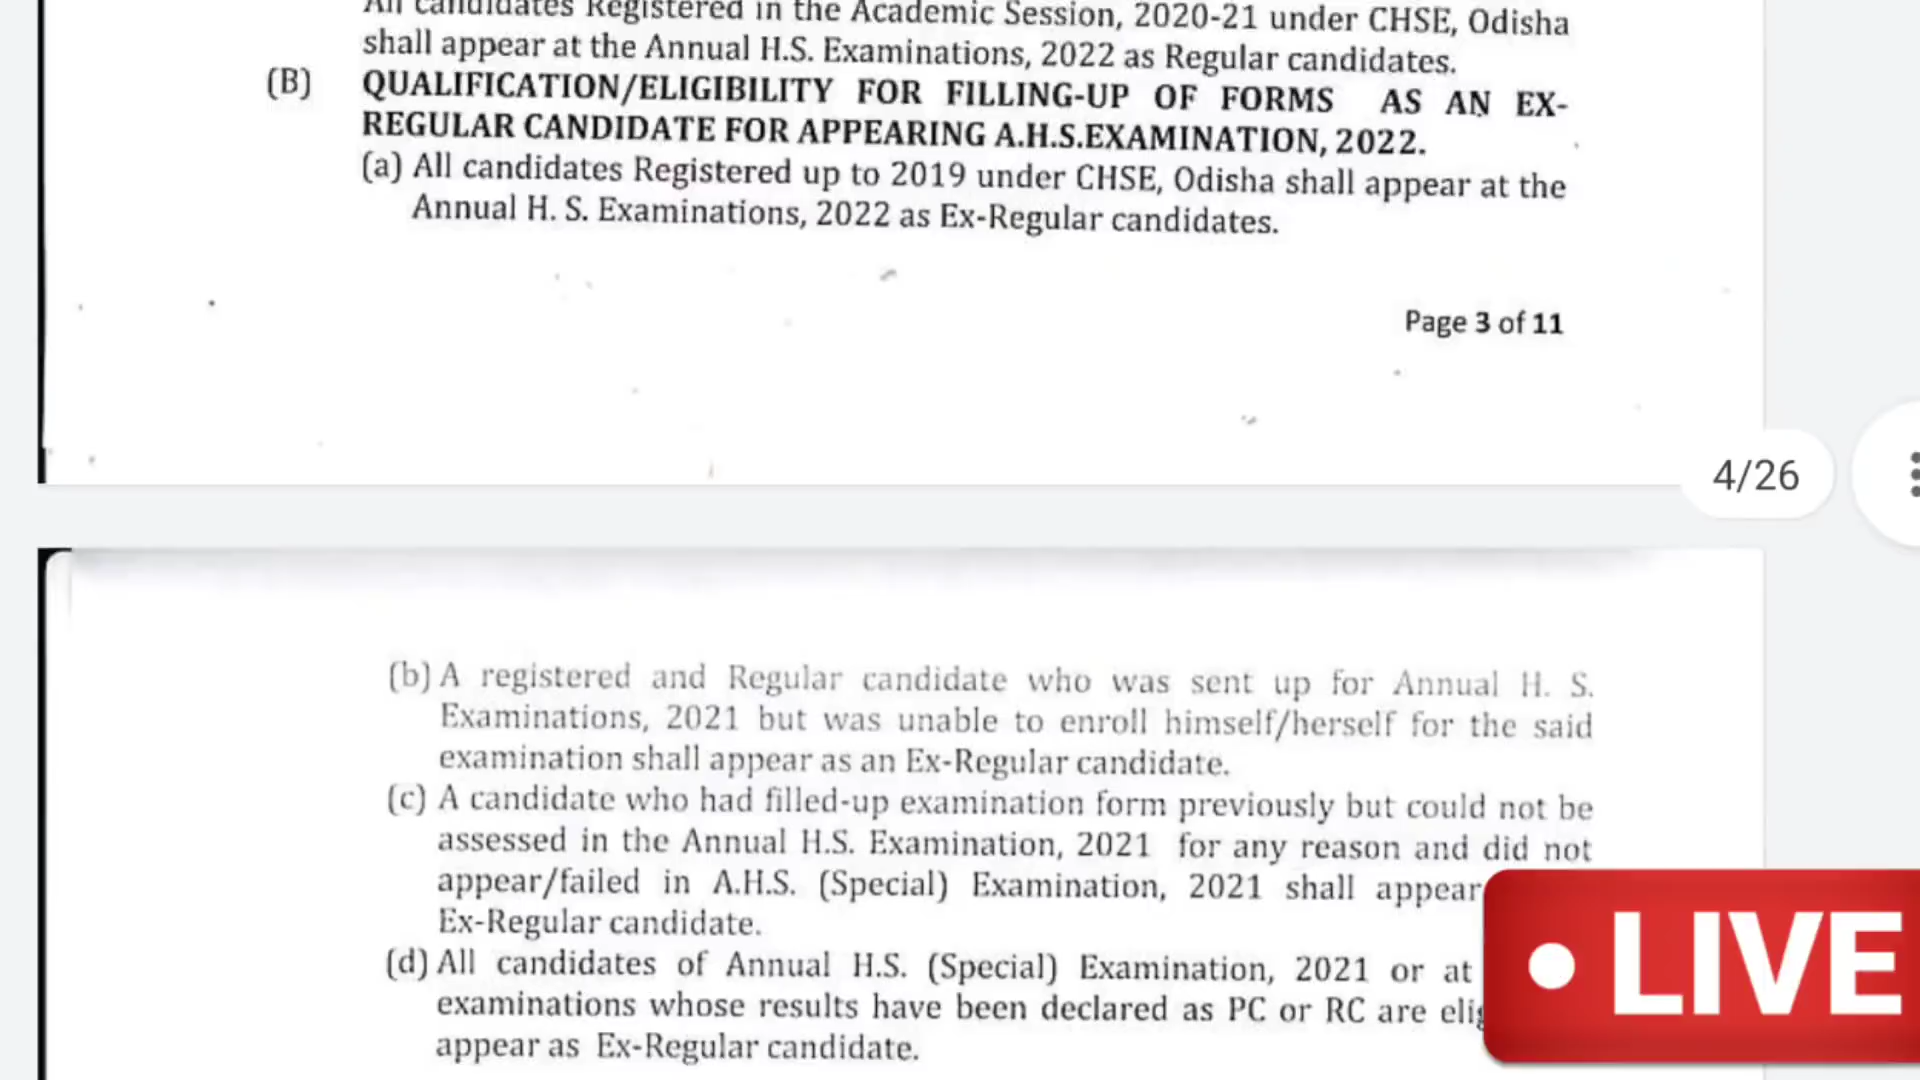 All candidates Registered in the Academic Session, 2020-21 under CHSE, Odisha
shall appear at the Annual H.S. Examinations, 2022 as Regular candidates.
(B) QUALIFICATION/ELIGIBILITY FOR FILLING-UP OF FORMS AS AN EX-
REGULAR CANDIDATE FOR APPEARING A.H.S.EXAMINATION, 2022.
(a) All candidates Registered up to 2019 under CHSE, Odisha shall appear at the
Annual H. S. Examinations, 2022 as Ex-Regular candidates.
Page 3 of 11
4/26
(b) A registered and Regular candidate who was sent up for Annual H. S.
Examinations, 2021 but was unable to enroll himself/herself for the said
examination shall appear as an Ex-Regular candidate.
(c) A candidate who had filled-up examination form previously but could not be
assessed in the Annual H.S. Examination, 2021 for any reason and did not
appear/failed in A.H.S. (Special) Examination, 2021 shall appear
Ex-Regular candidate.
(d) All candidates of Annual H.S. (Special) Examination, 2021 or at
examinations whose results have been declared as PC or RC are
appear as Ex-Regular candidate.
LIVE